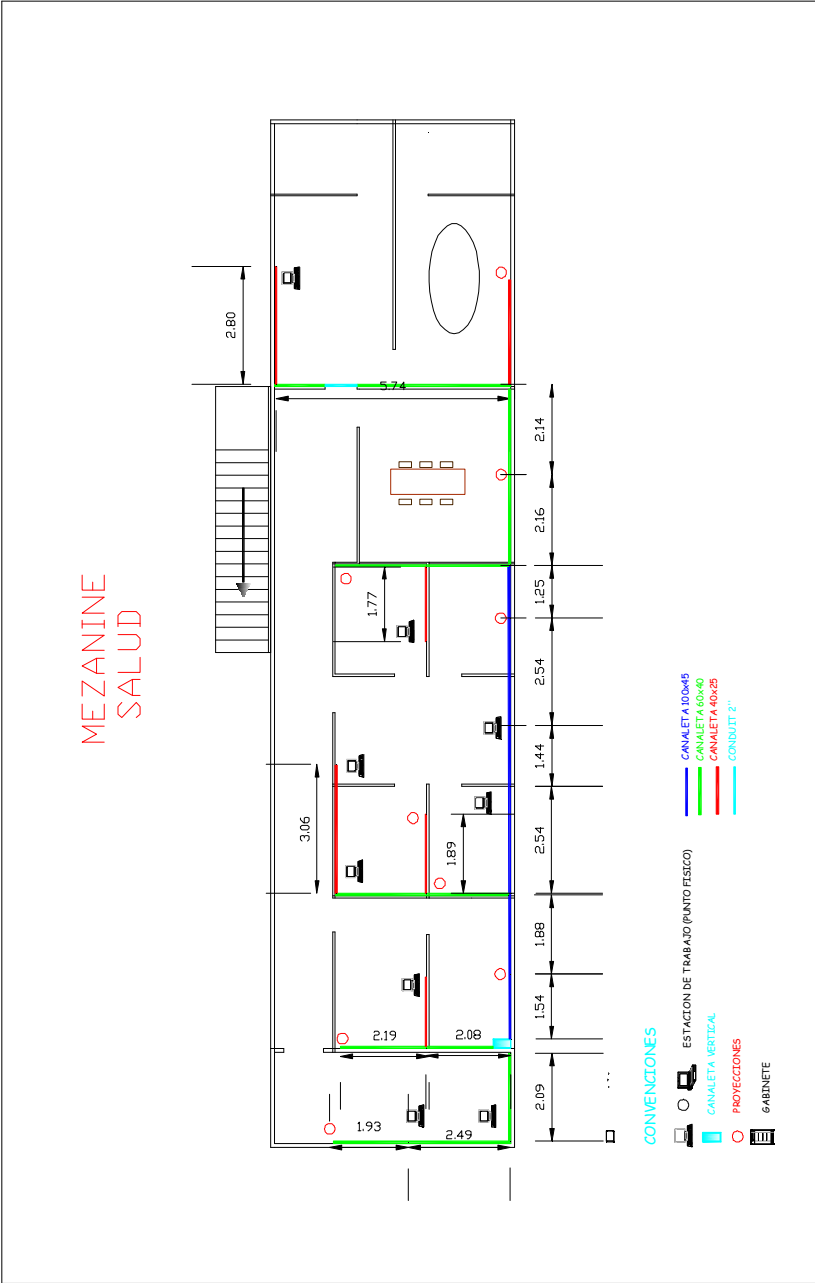 MEZANINE
SALUD
2.80
5.74
2.14
2.16
1.25
1.77
2.54
1.44
3.06
2.54
1.89
1.88
1.54
2.19
2.08
2.09
1.93
2.49
CANALETA 100x45
CANALETA 60x40
CANALETA 40x25
CONDUIT 2''
CONVENCIONES
ESTACION DE TRABAJO (PUNTO FISICO)
CANALETA VERTICAL
PROYECCIONES
GABINETE